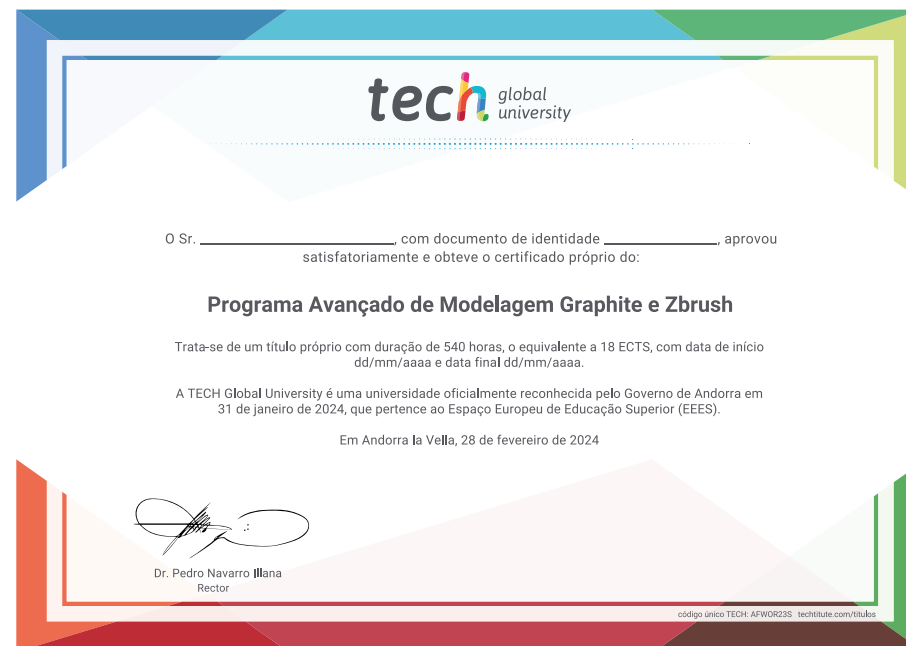 tech global university
O Sr. ____________________, com documento de identidade ____________, aprovou
satisfatoriamente e obteve o certificado próprio do:
Programa Avançado de Modelagem Graphite e Zbrush
Trata-se de um título próprio com duração de 540 horas, o equivalente a 18 ECTS, com data de início
dd/mm/aaaa e data final dd/mm/aaaa.
A TECH Global University é uma universidade oficialmente reconhecida pelo Governo de Andorra em
31 de janeiro de 2024, que pertence ao Espaço Europeu de Educação Superior (EEES).
Em Andorra la Vella, 28 de fevereiro de 2024
Dr. Pedro Navarro Illana
Rector
código único TECH: AFWOR23S techtitute.com/titulos